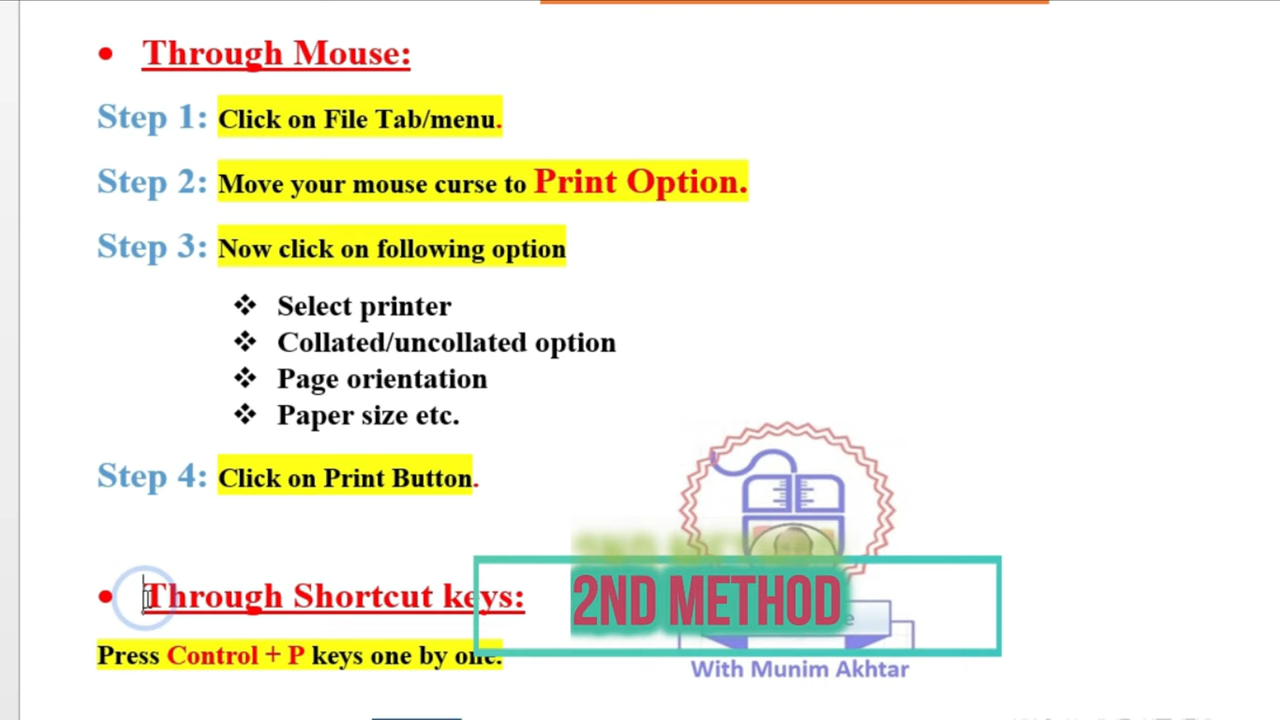 • Through Mouse:
Step 1: Click on File Tab/menu.
Step 2: Move your mouse curse to Print Option.
Step 3: Now click on following option
❖ Select printer
❖ Collated/uncollated option
❖ Page orientation
❖ Paper size etc.
Step 4: Click on Print Button.
• Through Shortcut keys:
2ND METHOD
Press Control + P keys one by one.
With Munim Akhtar